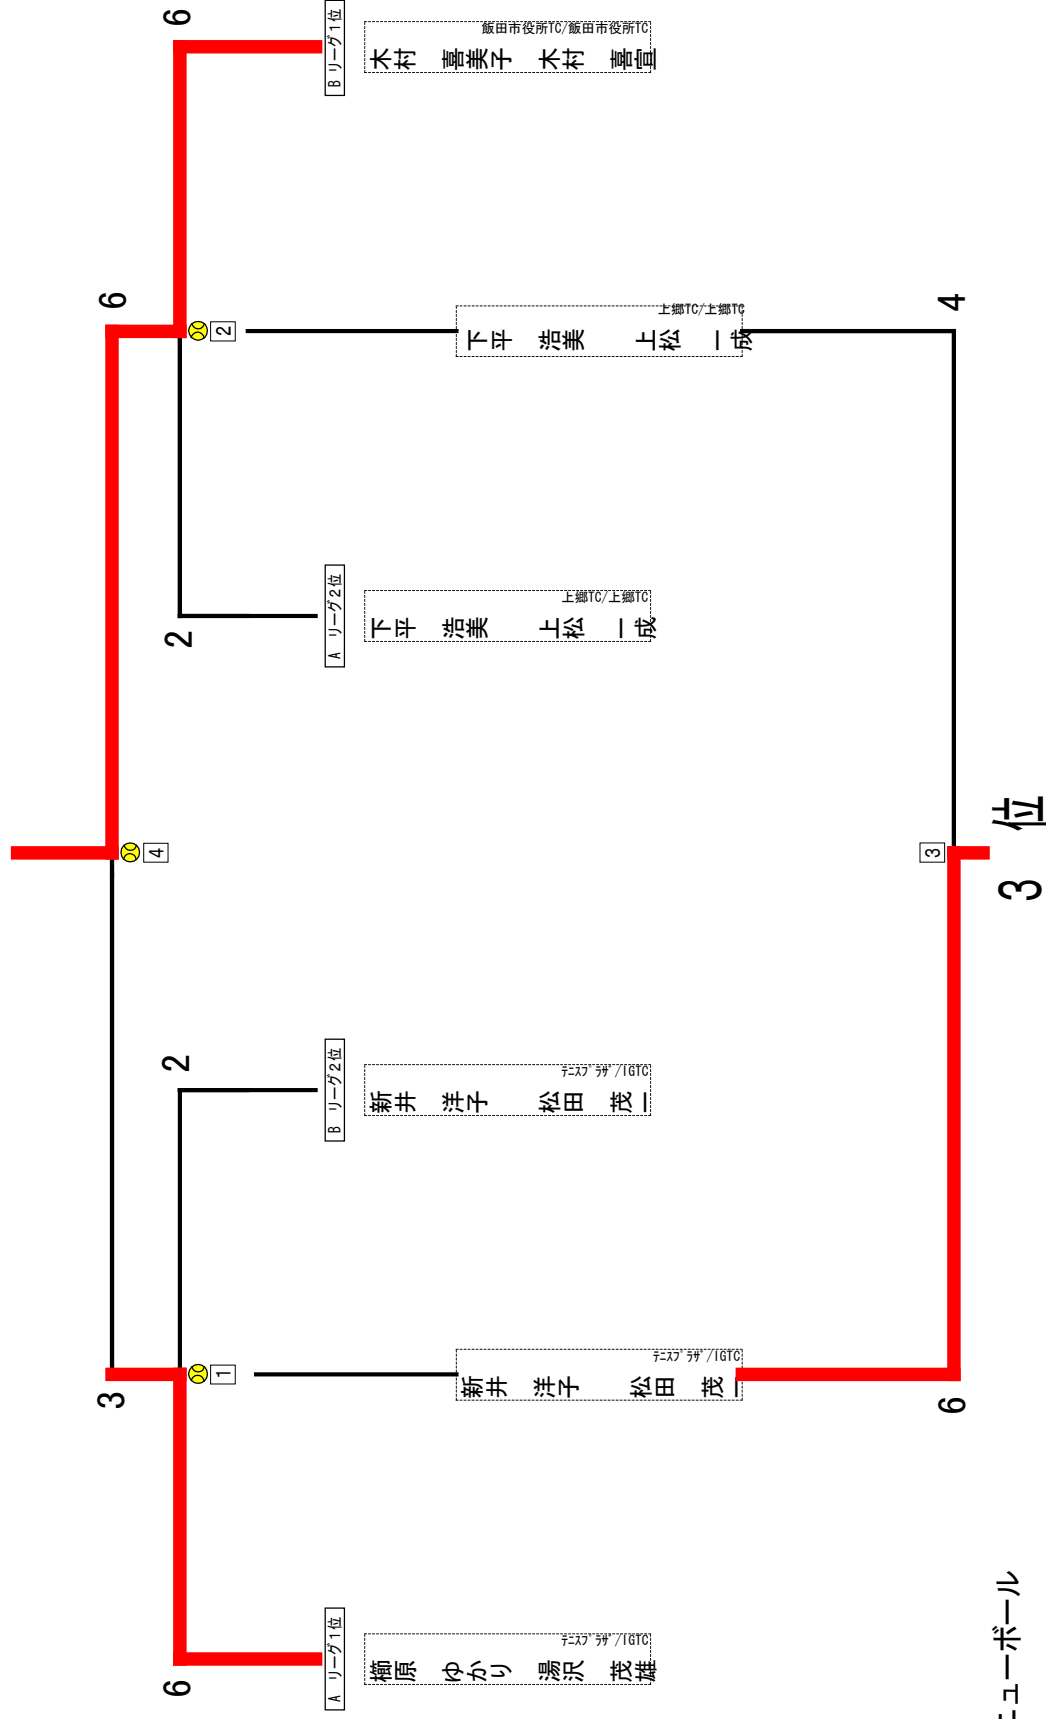 3
6
4
6
2
2
6
1
2
A リーグ1位
B リーグ2位
A リーグ2位
B リーグ1位
ﾃﾆｽﾌﾟﾗｻﾞ/IGTC
櫛原 ゆかり 湯沢 茂雄
ﾃﾆｽﾌﾟﾗｻﾞ/IGTC
新井 洋子 松田 茂一
上郷TC/上郷TC
下平 浩美 上松 一成
飯田市役所TC/飯田市役所TC
木村 喜美子 木村 喜宣
ﾃﾆｽﾌﾟﾗｻﾞ/IGTC
新井 洋子 松田 茂一
上郷TC/上郷TC
下平 浩美 上松 一成
3
6
4
3 位
ニューボール